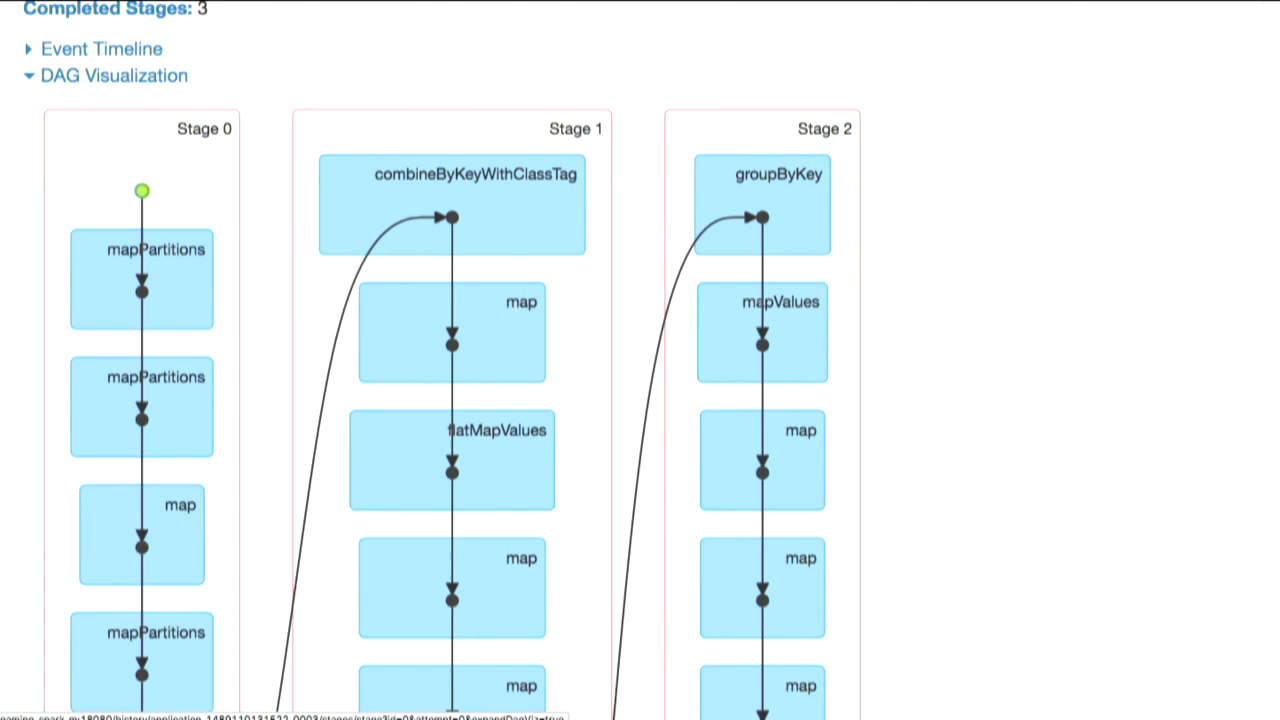 Completed Stages: 3
Event Timeline
DAG Visualization
Stage 0
mapPartitions
mapPartitions
map
mapPartitions
Stage 1
combineByKeyWithClassTag
map
flatMapValues
map
map
Stage 2
groupByKey
mapValues
map
map
map